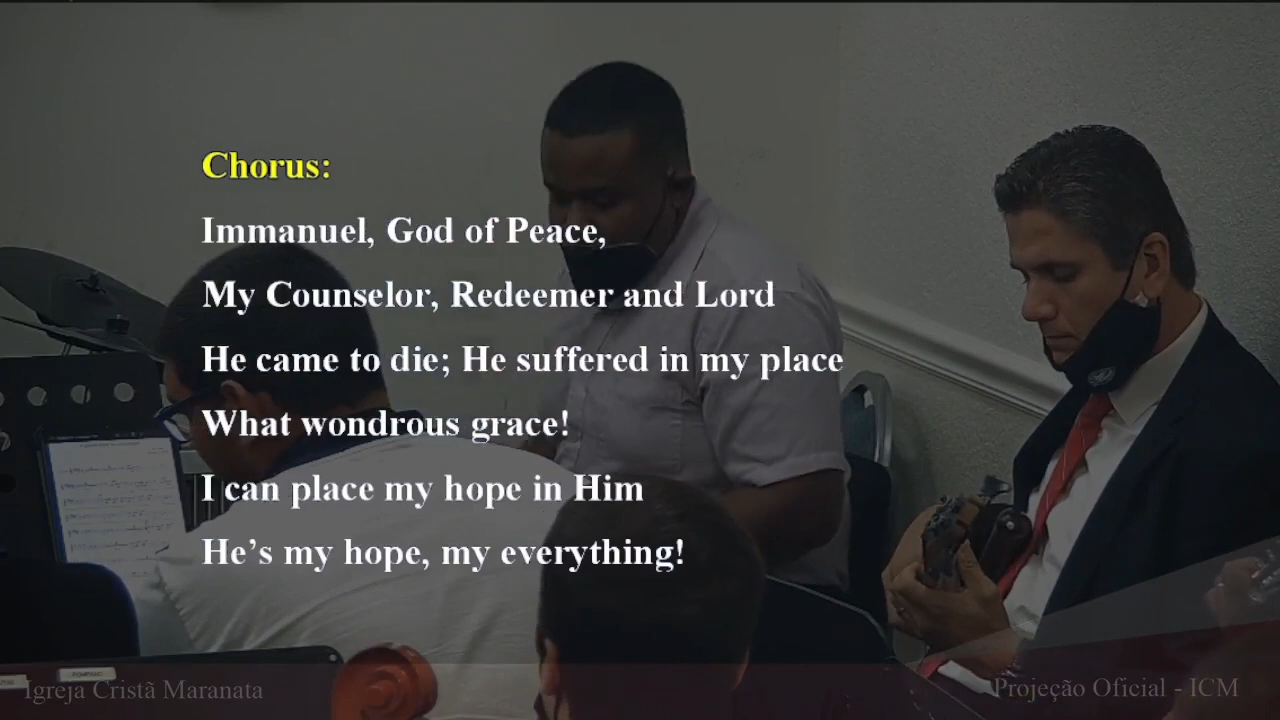 Chorus:
Immanuel, God of Peace,
My Counselor, Redeemer and Lord
He came to die; He suffered in my place
What wondrous grace!
I can place my hope in Him
He’s my hope, my everything!
Igreja Cristã Maranata
Projeção Oficial - ICM